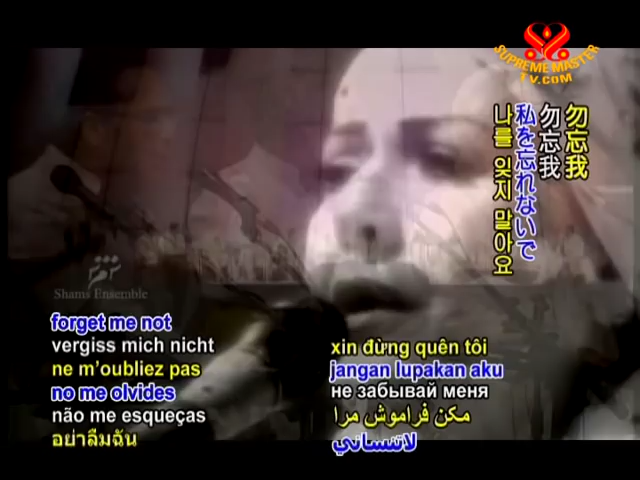 SUPREME MASTER
TV.COM
勿忘我
勿忘我
私を忘れないで
나를 잊지 말아요
Shams Ensemble
forget me not
vergiss mich nicht
ne m'oubliez pas
no me olvides
não me esqueças
อย่าลืมฉัน
xin đừng quên tôi
jangan lupakan aku
не забывай меня
مکن فراموش مرا
لاتنساني